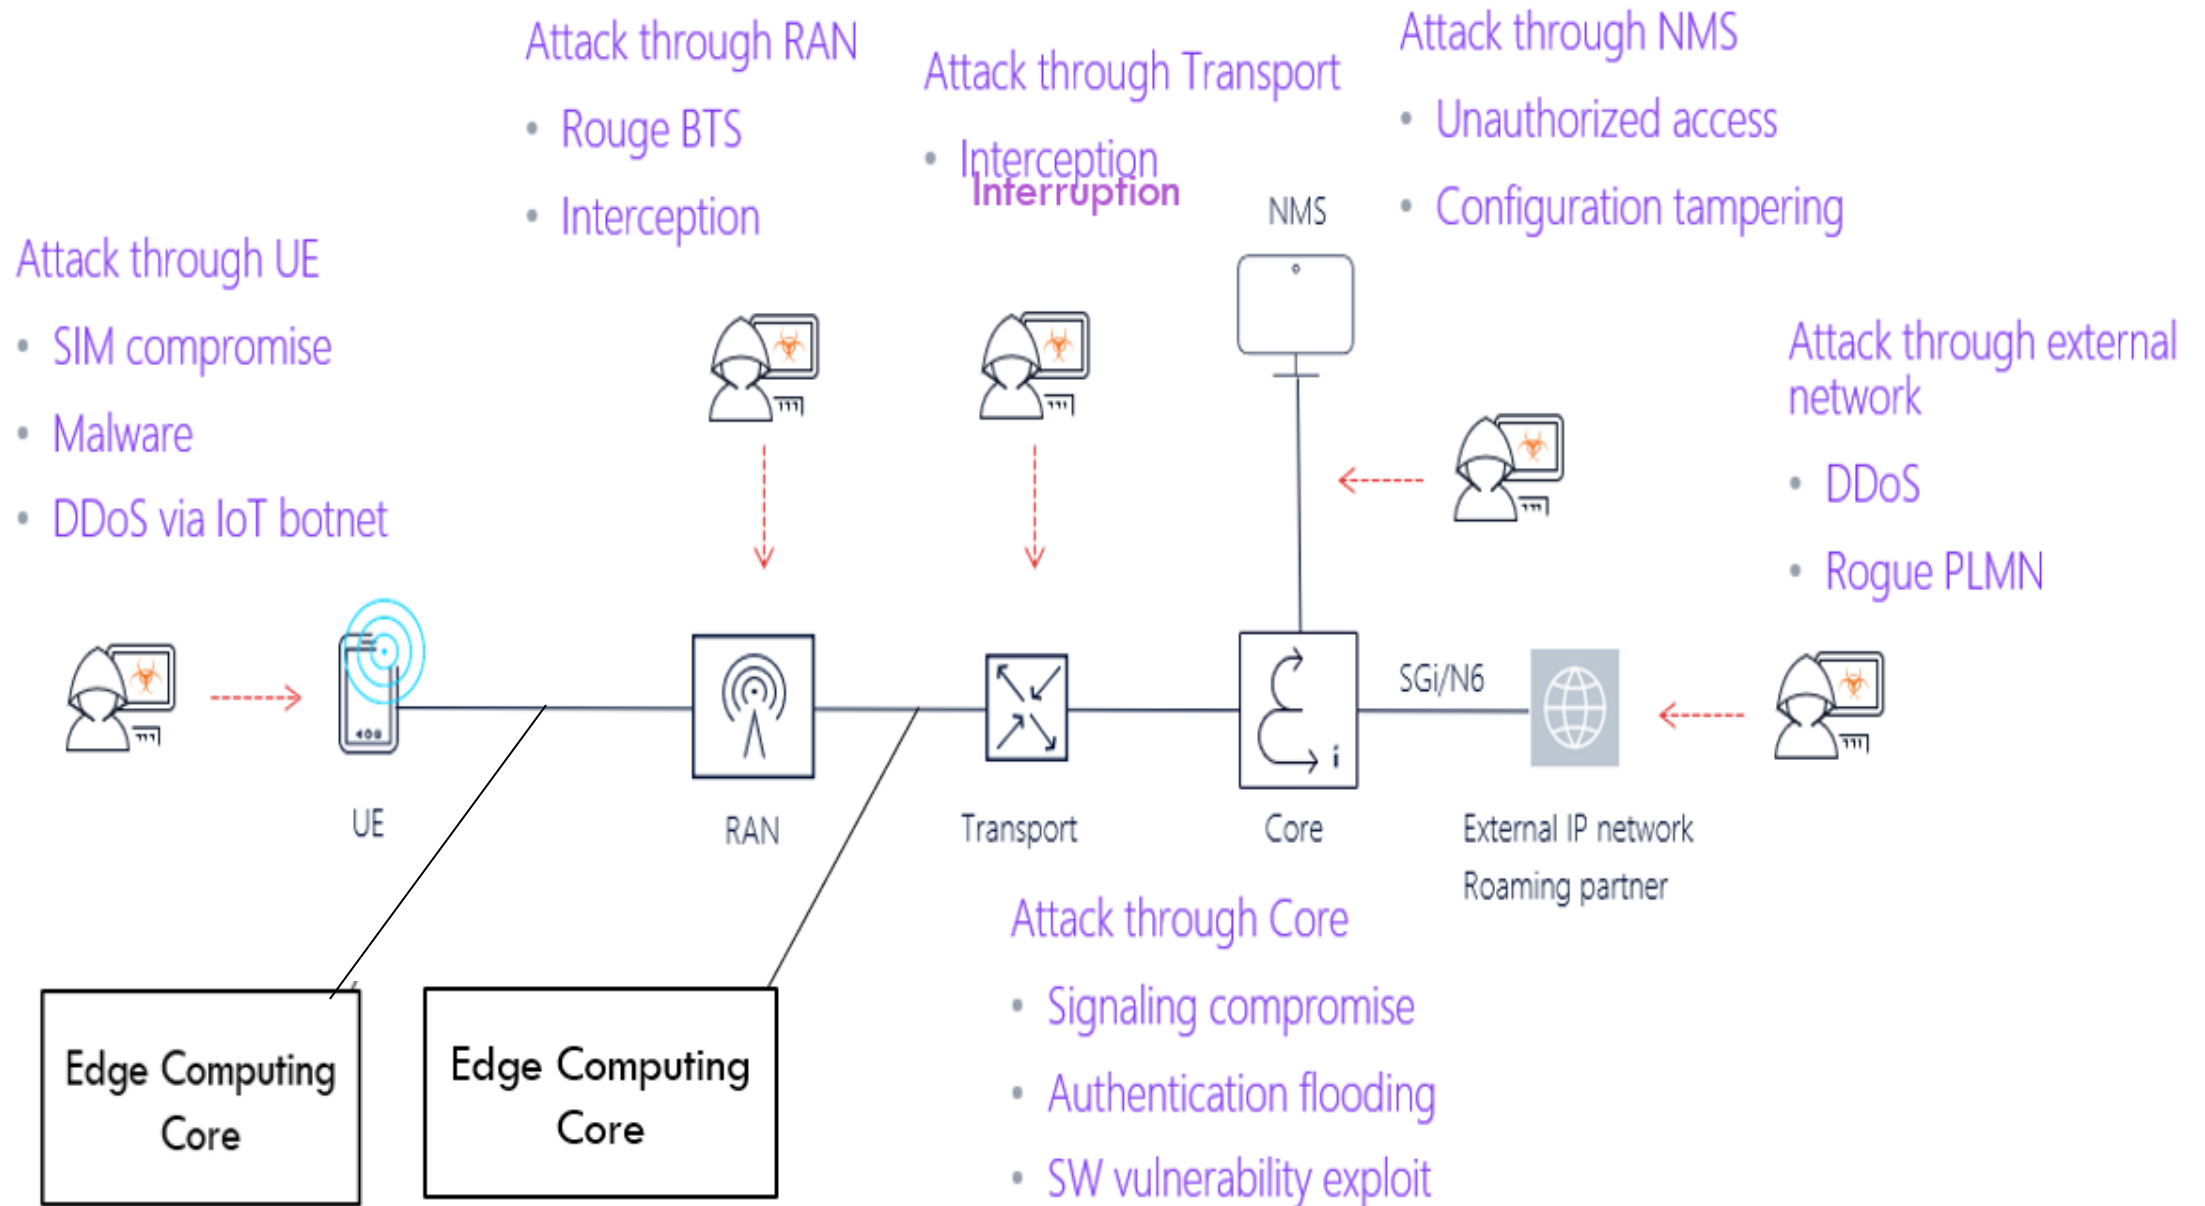 Attack through RAN
• Rouge BTS
• Interception
Attack through Transport
• Interception
Interruption
Attack through NMS
• Unauthorized access
• Configuration tampering
NMS
Attack through UE
• SIM compromise
• Malware
• DDoS via IoT botnet
Attack through external
network
• DDoS
• Rogue PLMN
SGi/N6
UE
RAN
Transport
Core
External IP network
Roaming partner
Attack through Core
• Signaling compromise
• Authentication flooding
• SW vulnerability exploit
Edge Computing
Core
Edge Computing
Core